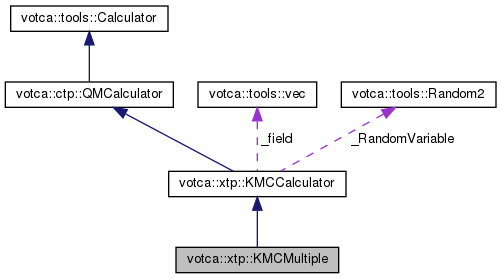 votca::tools::Calculator
votca::ctp::QMCalculator
votca::tools::vec
votca::tools::Random2
_field
_RandomVariable
votca::xtp::KMCCalculator
votca::xtp::KMCMultiple